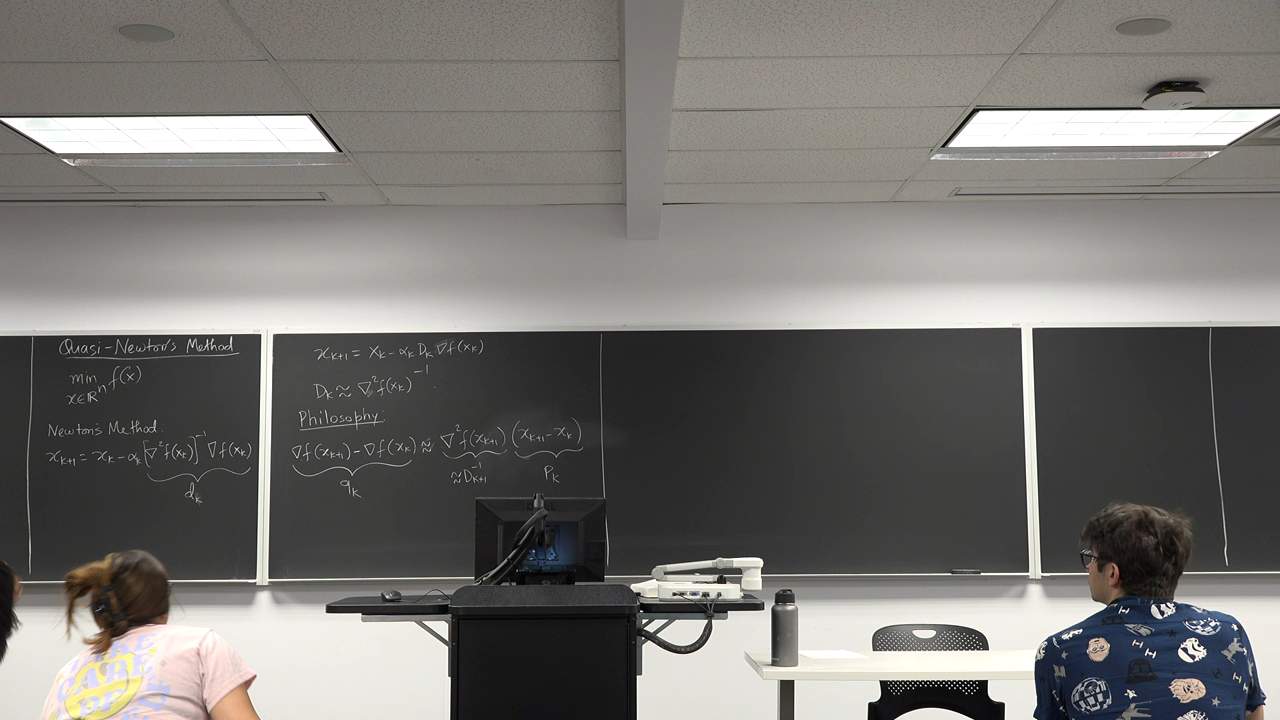 Quasi-Newton's Method
min f(x)
x∈ℝⁿ
Newton's Method:
x_{k+1} = x_k - α_k [∇²f(x_k)]⁻¹ ∇f(x_k)
d_k
x_{k+1} = x_k - α_k D_k ∇f(x_k)
D_k ≈ ∇²f(x_k)⁻¹.
Philosophy:
∇f(x_{k+1}) - ∇f(x_k) ≈ ∇²f(x_{k+1}) (x_{k+1} - x_k)
q_k ≈ D_{k+1}⁻¹ p_k